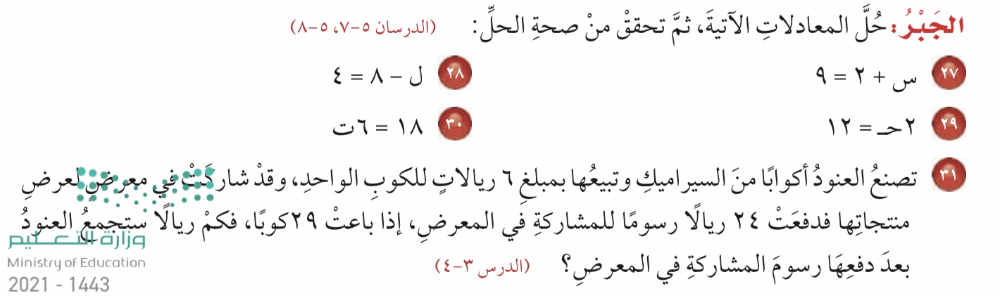 الجَبْرُ: حُلَّ المعادلاتِ الآتيةَ، ثمَّ تحققْ منْ صحةِ الحلِّ: (الدرسان ٥-٧، ٥-٨)
٢٧ س + ٢ = ٩
٢٨ ل – ٨ = ٤
٢٩ ٢حـ = ١٢
٣٠ ١٨ = ٦ت
٣١ تصنعُ العنودُ أكوابًا منَ السيراميكِ وتبيعُها بمبلغِ ٦ ريالاتٍ للكوبِ الواحدِ، وقدْ شاركَتْ في معرضٍ لعرضِ
منتجاتِها فدفعَتْ ٢٤ ريالًا رسومًا للمشاركةِ في المعرضِ، إذا باعتْ ٢٩كوبًا، فكمْ ريالًا ستجمعُ العنودُ
بعدَ دفعِهَا رسومَ المشاركةِ في المعرضِ؟ (الدرس ٣-٤)
وزارة التعليم
Ministry of Education
2021 - 1443